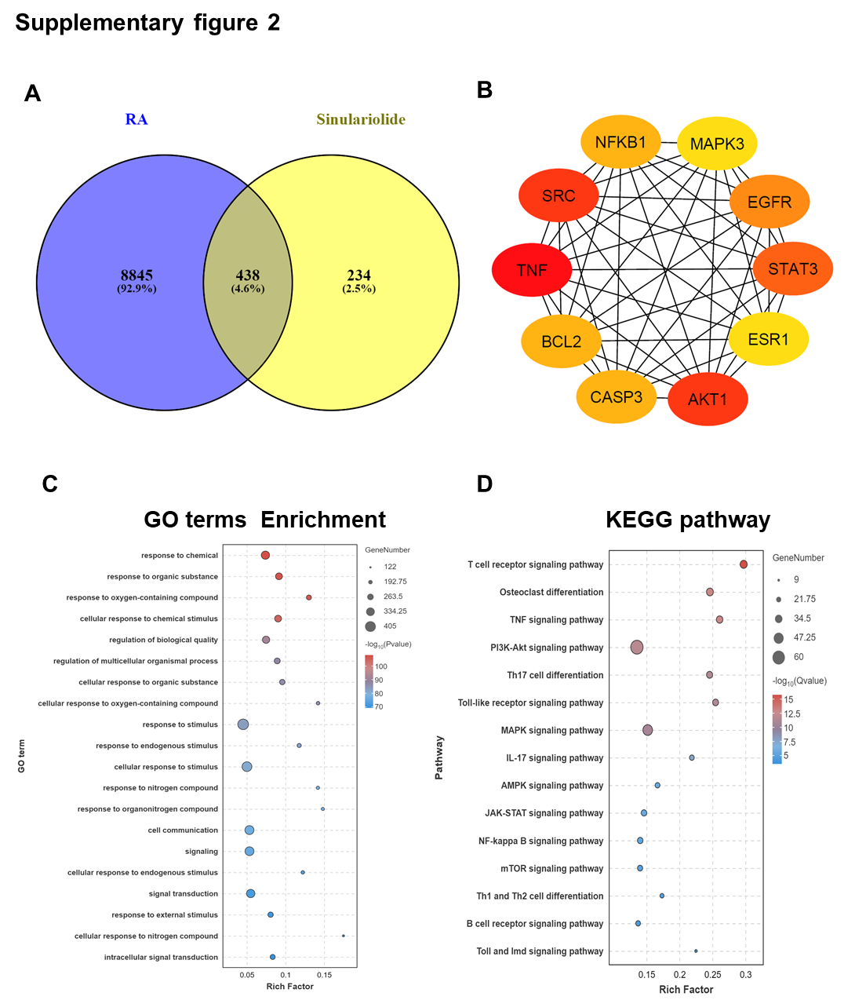 Supplementary figure 2
A
RA
Sinulariolide
8845
(92.9%)
438
(4.6%)
234
(2.5%)
B
NFKB1
MAPK3
SRC
EGFR
TNF
STAT3
BCL2
ESR1
CASP3
AKT1
C
GO terms Enrichment
GO term
response to chemical
response to organic substance
response to oxygen-containing compound
cellular response to chemical stimulus
regulation of biological quality
regulation of multicellular organismal process
cellular response to organic substance
cellular response to oxygen-containing compound
response to stimulus
response to endogenous stimulus
cellular response to stimulus
response to nitrogen compound
response to organonitrogen compound
cell communication
signaling
cellular response to endogenous stimulus
signal transduction
response to external stimulus
cellular response to nitrogen compound
intracellular signal transduction
0.05 0.1 0.15
Rich Factor
GeneNumber
122
192.75
263.5
334.25
405
-log10(Pvalue)
100
90
80
70
D
KEGG pathway
Pathway
T cell receptor signaling pathway
Osteoclast differentiation
TNF signaling pathway
PI3K-Akt signaling pathway
Th17 cell differentiation
Toll-like receptor signaling pathway
MAPK signaling pathway
IL-17 signaling pathway
AMPK signaling pathway
JAK-STAT signaling pathway
NF-kappa B signaling pathway
mTOR signaling pathway
Th1 and Th2 cell differentiation
B cell receptor signaling pathway
Toll and Imd signaling pathway
0.15 0.2 0.25 0.3
Rich Factor
GeneNumber
9
21.75
34.5
47.25
60
-log10(Qvalue)
15
12.5
10
7.5
5